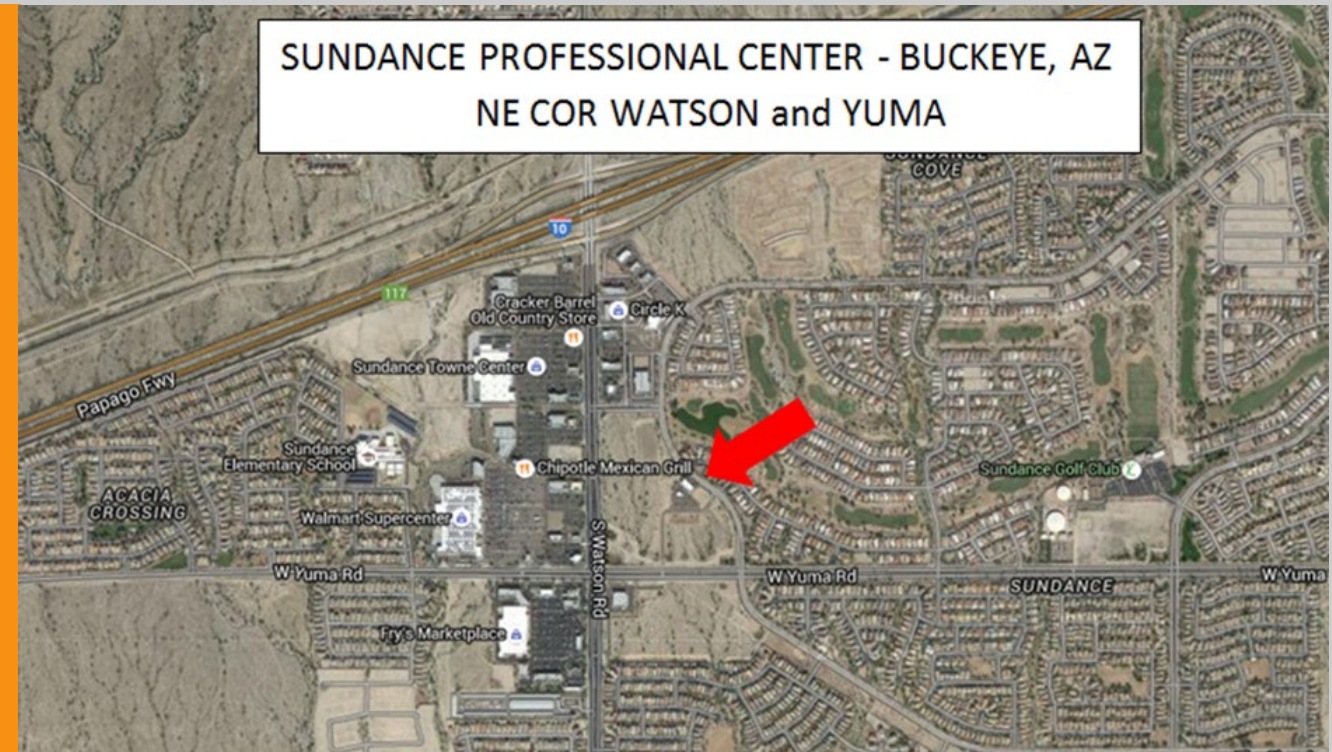 SUNDANCE PROFESSIONAL CENTER - BUCKEYE, AZ
NE COR WATSON and YUMA
SUNDANCE
COVE
10
117
Cracker Barrel
Old Country Store
Circle K
Sundance Towne Center
Papago Fwy
Sundance
Elementary School
Chipotle Mexican Grill
Sundance Golf Club
ACACIA
CROSSING
Walmart Supercenter
S Watson Rd
W Yuma Rd
W Yuma Rd
SUNDANCE
W Yuma
Fry's Marketplace